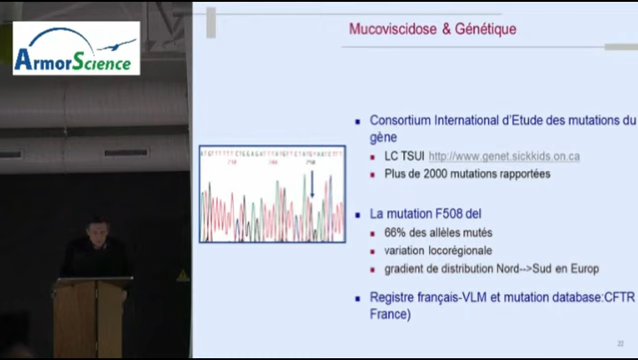 ArmorScience
Mucoviscidose & Génétique
Consortium International d'Etude des mutations du
gène
LC TSUI http://www.genet.sickkids.on.ca
Plus de 2000 mutations rapportées
La mutation F508 del
66% des allèles mutés
variation locorégionale
gradient de distribution Nord-->Sud en Europ
Registre français-VLM et mutation database:CFTR
France)
22